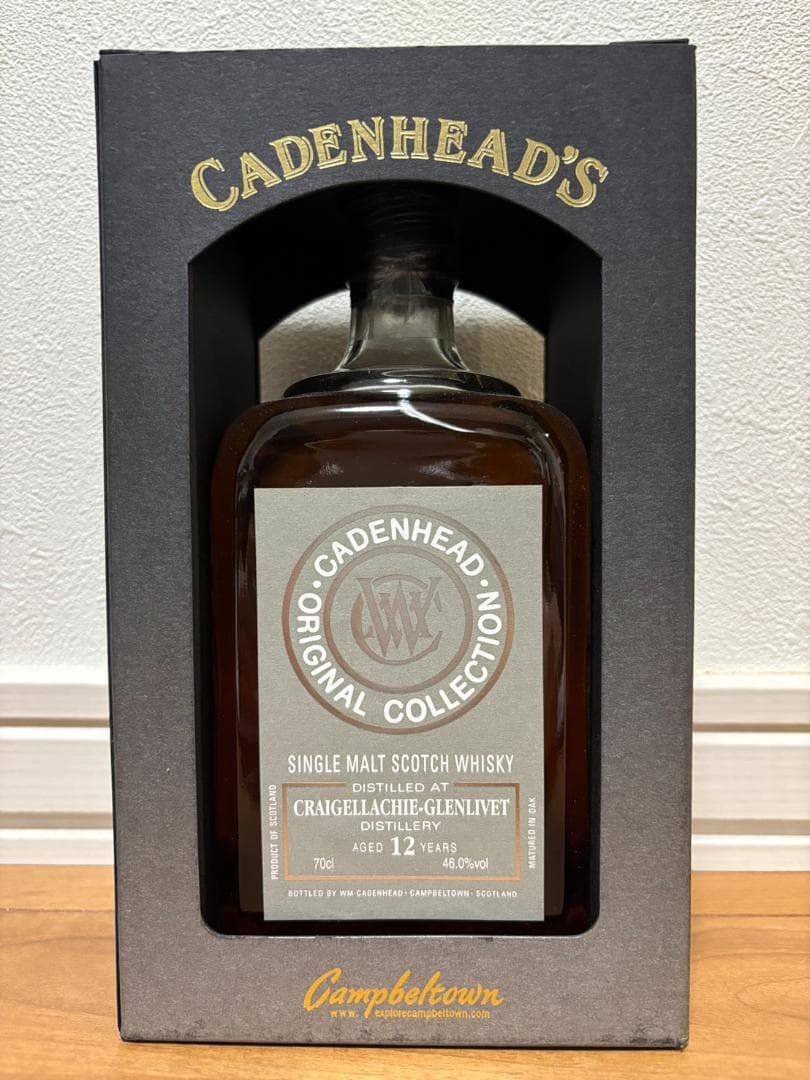 CADENHEAD'S
·CADENHEAD·
ORIGINAL COLLECTION
WC
SINGLE MALT SCOTCH WHISKY
DISTILLED AT
CRAIGELLACHIE-GLENLIVET
DISTILLERY
AGED 12 YEARS
70cl 46.0%vol
PRODUCT OF SCOTLAND
MATURED IN OAK
BOTTLED BY WM CADENHEAD · CAMPBELTOWN · SCOTLAND
Campbeltown
www. explorecampbeltown.com